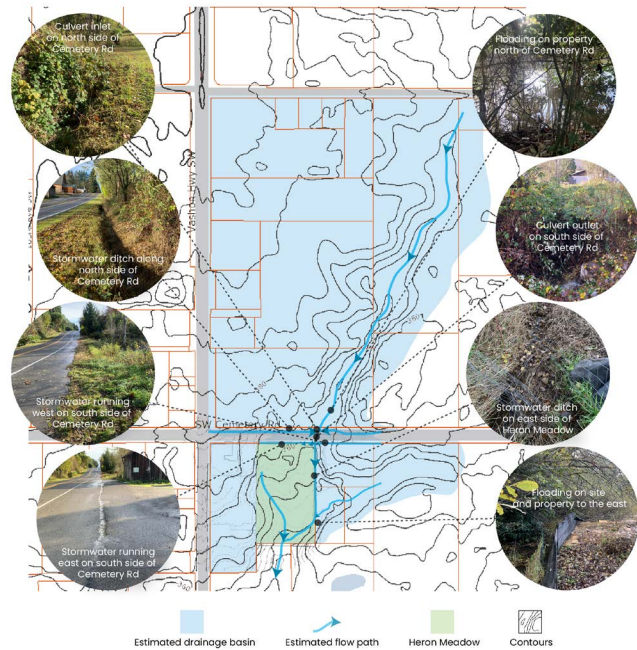 Culvert inlet
on north side of
Cemetery Rd
Flooding on property
north of Cemetery Rd
Stormwater ditch along
north side of
Cemetery Rd
Vashon Hwy SW
Culvert outlet
on south side of
Cemetery Rd
Stormwater running
west on south side of
Cemetery Rd
SW Cemetery Rd
Stormwater ditch
on east side of
Heron Meadow
Stormwater running
east on south side of
Cemetery Rd
Flooding on site
and property to the east
Estimated drainage basin
Estimated flow path
Heron Meadow
Contours